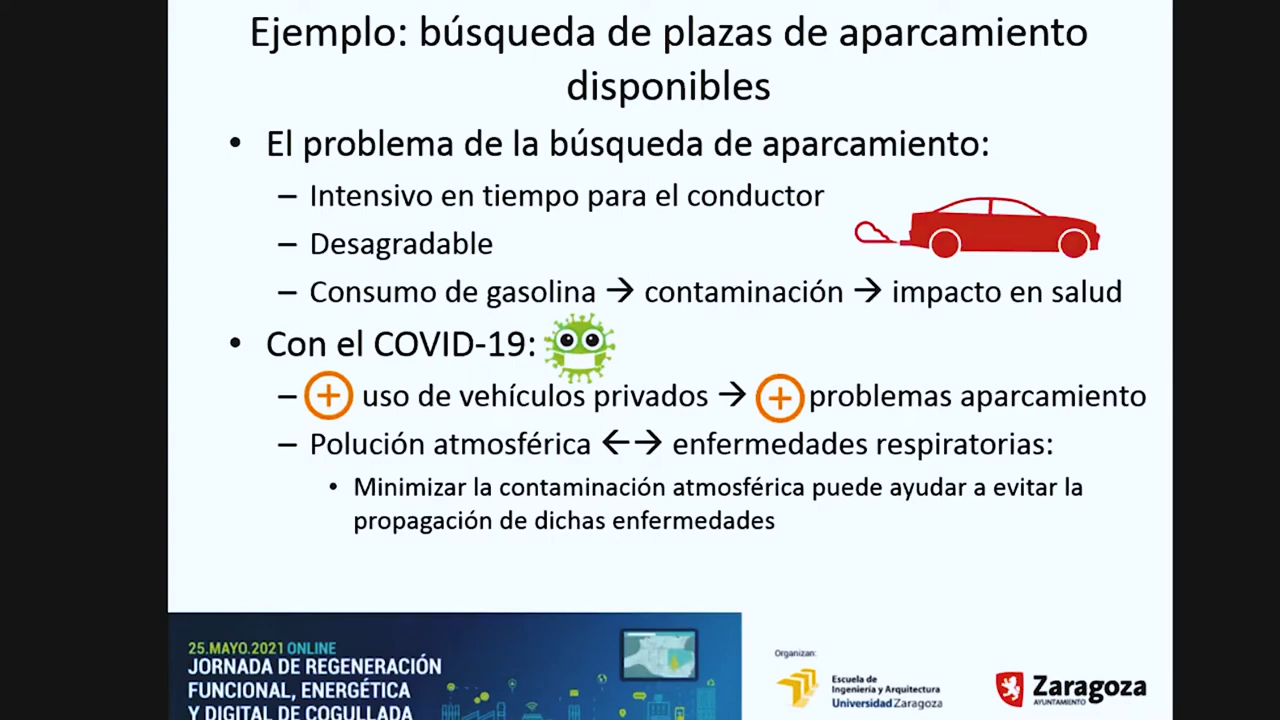 Ejemplo: búsqueda de plazas de aparcamiento
disponibles
• El problema de la búsqueda de aparcamiento:
– Intensivo en tiempo para el conductor
– Desagradable
– Consumo de gasolina → contaminación → impacto en salud
• Con el COVID-19:
– + uso de vehículos privados → + problemas aparcamiento
– Polución atmosférica ←→ enfermedades respiratorias:
• Minimizar la contaminación atmosférica puede ayudar a evitar la
propagación de dichas enfermedades
25.MAYO.2021 ONLINE
JORNADA DE REGENERACIÓN
FUNCIONAL, ENERGÉTICA
Y DIGITAL DE COGULLADA
Organizan:
Escuela de
Ingeniería y Arquitectura
Universidad Zaragoza
Zaragoza
AYUNTAMIENTO